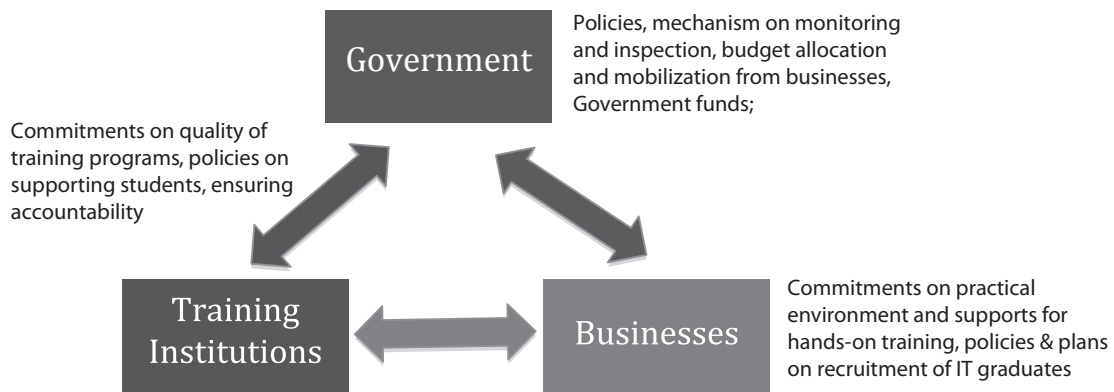 Government
Policies, mechanism on monitoring
and inspection, budget allocation
and mobilization from businesses,
Government funds;
Commitments on quality of
training programs, policies on
supporting students, ensuring
accountability
Training
Institutions
Businesses
Commitments on practical
environment and supports for
hands-on training, policies & plans
on recruitment of IT graduates